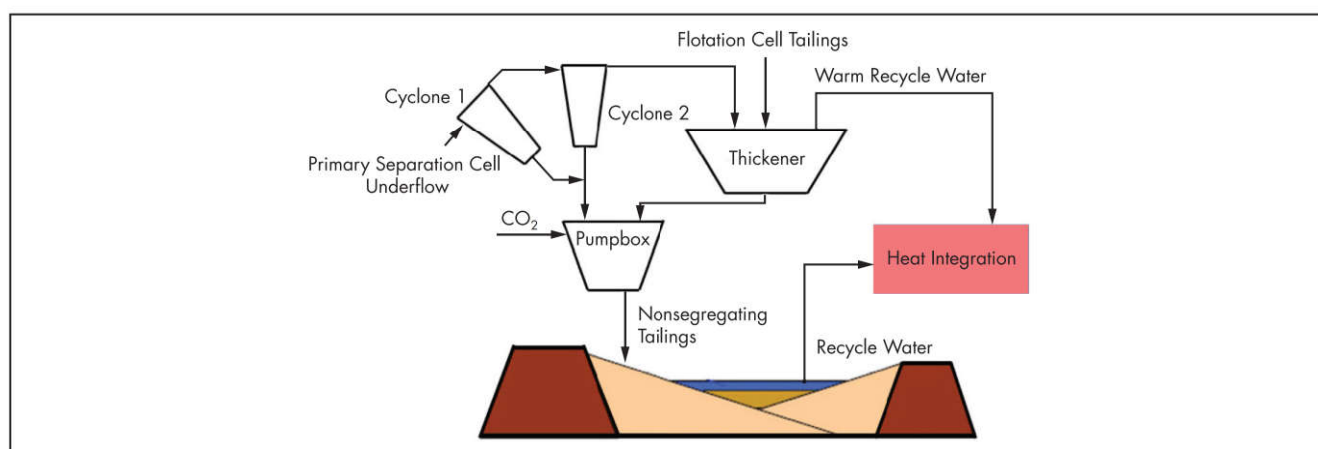 Flotation Cell Tailings
Warm Recycle Water
Cyclone 1
Cyclone 2
Primary Separation Cell
Underflow
Thickener
CO₂
Pumpbox
Heat Integration
Nonsegregating
Tailings
Recycle Water